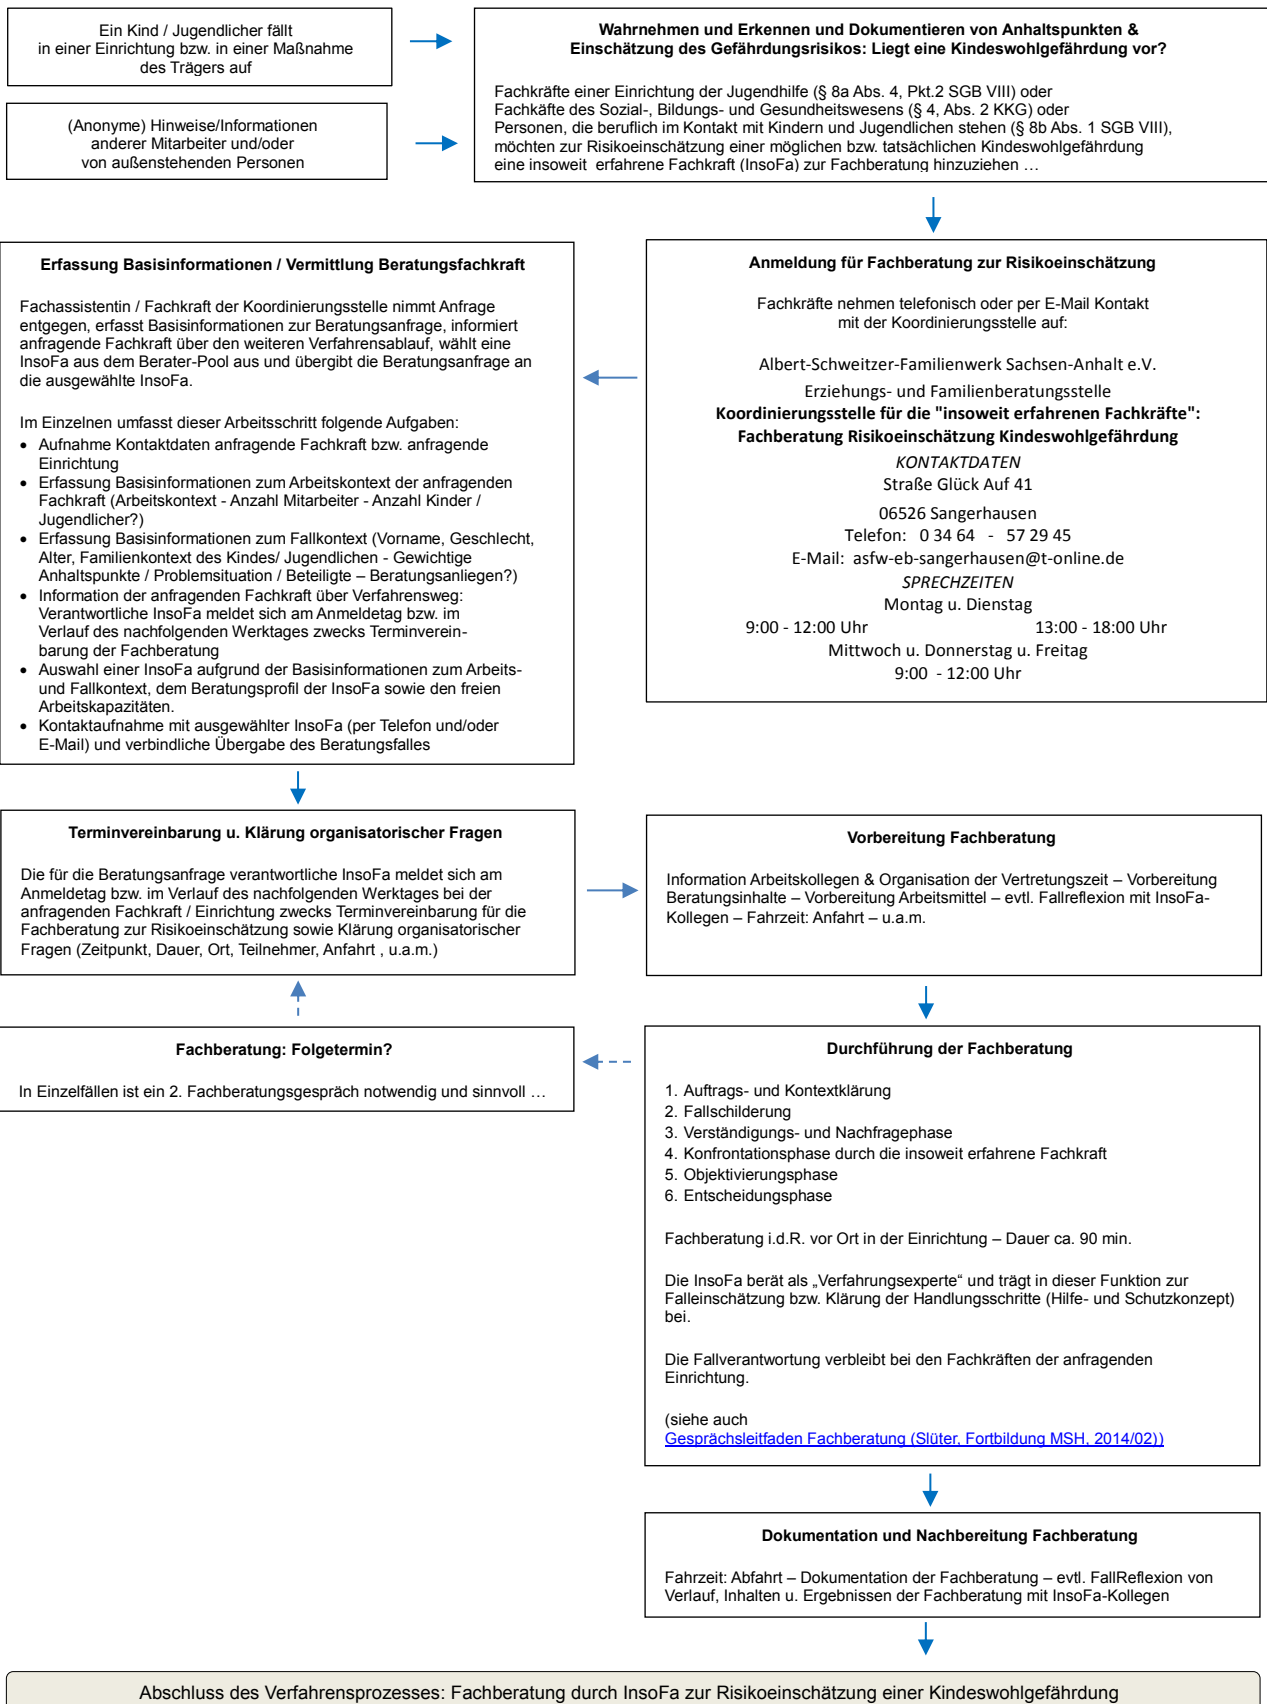 Ein Kind / Jugendlicher fällt
in einer Einrichtung bzw. in einer Maßnahme
des Trägers auf
(Anonyme) Hinweise/Informationen
anderer Mitarbeiter und/oder
von außenstehenden Personen
Wahrnehmen und Erkennen und Dokumentieren von Anhaltspunkten &
Einschätzung des Gefährdungsrisikos: Liegt eine Kindeswohlgefährdung vor?
Fachkräfte einer Einrichtung der Jugendhilfe (§ 8a Abs. 4, Pkt.2 SGB VIII) oder
Fachkäfte des Sozial-, Bildungs- und Gesundheitswesens (§ 4, Abs. 2 KKG) oder
Personen, die beruflich im Kontakt mit Kindern und Jugendlichen stehen (§ 8b Abs. 1 SGB VIII),
möchten zur Risikoeinschätzung einer möglichen bzw. tatsächlichen Kindeswohlgefährdung
eine insoweit erfahrene Fachkraft (InsoFa) zur Fachberatung hinzuziehen …
Anmeldung für Fachberatung zur Risikoeinschätzung
Fachkräfte nehmen telefonisch oder per E-Mail Kontakt
mit der Koordinierungsstelle auf:
Albert-Schweitzer-Familienwerk Sachsen-Anhalt e.V.
Erziehungs- und Familienberatungsstelle
Koordinierungsstelle für die "insoweit erfahrenen Fachkräfte":
Fachberatung Risikoeinschätzung Kindeswohlgefährdung
KONTAKTDATEN
Straße Glück Auf 41
06526 Sangerhausen
Telefon: 0 34 64 - 57 29 45
E-Mail: asfw-eb-sangerhausen@t-online.de
SPRECHZEITEN
Montag u. Dienstag
9:00 - 12:00 Uhr 13:00 - 18:00 Uhr
Mittwoch u. Donnerstag u. Freitag
9:00 - 12:00 Uhr
Erfassung Basisinformationen / Vermittlung Beratungsfachkraft
Fachassistentin / Fachkraft der Koordinierungsstelle nimmt Anfrage
entgegen, erfasst Basisinformationen zur Beratungsanfrage, informiert
anfragende Fachkraft über den weiteren Verfahrensablauf, wählt eine
InsoFa aus dem Berater-Pool aus und übergibt die Beratungsanfrage an
die ausgewählte InsoFa.
Im Einzelnen umfasst dieser Arbeitsschritt folgende Aufgaben:
• Aufnahme Kontaktdaten anfragende Fachkraft bzw. anfragende
Einrichtung
• Erfassung Basisinformationen zum Arbeitskontext der anfragenden
Fachkraft (Arbeitskontext - Anzahl Mitarbeiter - Anzahl Kinder /
Jugendlicher?)
• Erfassung Basisinformationen zum Fallkontext (Vorname, Geschlecht,
Alter, Familienkontext des Kindes/ Jugendlichen - Gewichtige
Anhaltspunkte / Problemsituation / Beteiligte – Beratungsanliegen?)
• Information der anfragenden Fachkraft über Verfahrensweg:
Verantwortliche InsoFa meldet sich am Anmeldetag bzw. im
Verlauf des nachfolgenden Werktages zwecks Terminverein-
barung der Fachberatung
• Auswahl einer InsoFa aufgrund der Basisinformationen zum Arbeits-
und Fallkontext, dem Beratungsprofil der InsoFa sowie den freien
Arbeitskapazitäten.
• Kontaktaufnahme mit ausgewählter InsoFa (per Telefon und/oder
E-Mail) und verbindliche Übergabe des Beratungsfalles
Terminvereinbarung u. Klärung organisatorischer Fragen
Die für die Beratungsanfrage verantwortliche InsoFa meldet sich am
Anmeldetag bzw. im Verlauf des nachfolgenden Werktages bei der
anfragenden Fachkraft / Einrichtung zwecks Terminvereinbarung für die
Fachberatung zur Risikoeinschätzung sowie Klärung organisatorischer
Fragen (Zeitpunkt, Dauer, Ort, Teilnehmer, Anfahrt , u.a.m.)
Vorbereitung Fachberatung
Information Arbeitskollegen & Organisation der Vertretungszeit – Vorbereitung
Beratungsinhalte – Vorbereitung Arbeitsmittel – evtl. Fallreflexion mit InsoFa-
Kollegen – Fahrzeit: Anfahrt – u.a.m.
Fachberatung: Folgetermin?
In Einzelfällen ist ein 2. Fachberatungsgespräch notwendig und sinnvoll …
Durchführung der Fachberatung
1. Auftrags- und Kontextklärung
2. Fallschilderung
3. Verständigungs- und Nachfragephase
4. Konfrontationsphase durch die insoweit erfahrene Fachkraft
5. Objektivierungsphase
6. Entscheidungsphase
Fachberatung i.d.R. vor Ort in der Einrichtung – Dauer ca. 90 min.
Die InsoFa berät als „Verfahrungsexperte“ und trägt in dieser Funktion zur
Falleinschätzung bzw. Klärung der Handlungsschritte (Hilfe- und Schutzkonzept)
bei.
Die Fallverantwortung verbleibt bei den Fachkräften der anfragenden
Einrichtung.
(siehe auch
Gesprächsleitfaden Fachberatung (Slüter, Fortbildung MSH, 2014/02))
Dokumentation und Nachbereitung Fachberatung
Fahrzeit: Abfahrt – Dokumentation der Fachberatung – evtl. FallReflexion von
Verlauf, Inhalten u. Ergebnissen der Fachberatung mit InsoFa-Kollegen
Abschluss des Verfahrensprozesses: Fachberatung durch InsoFa zur Risikoeinschätzung einer Kindeswohlgefährdung